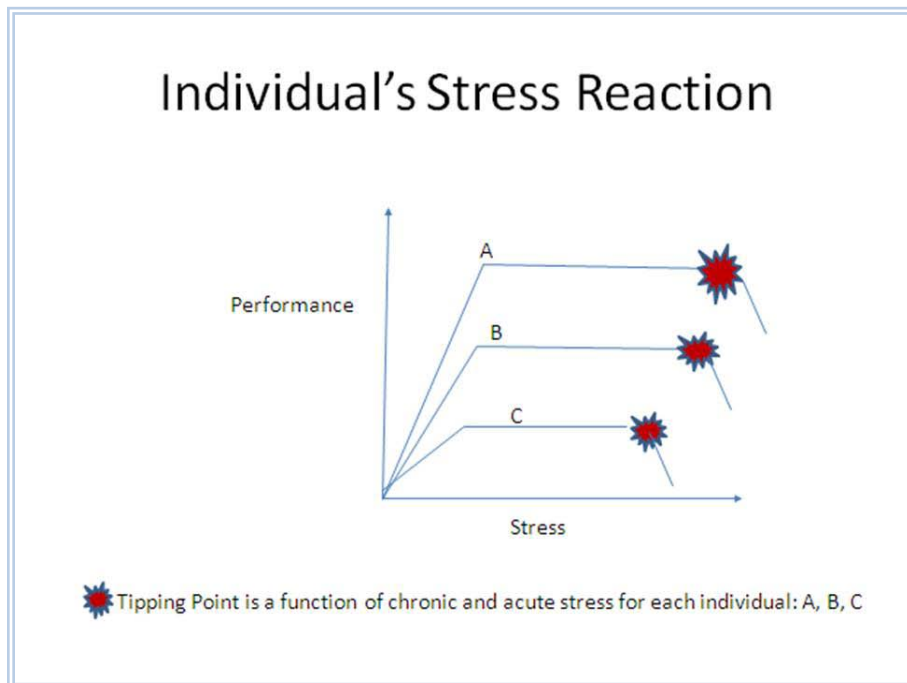 Individual’s Stress Reaction
A
Performance
B
C
Stress
Tipping Point is a function of chronic and acute stress for each individual: A, B, C